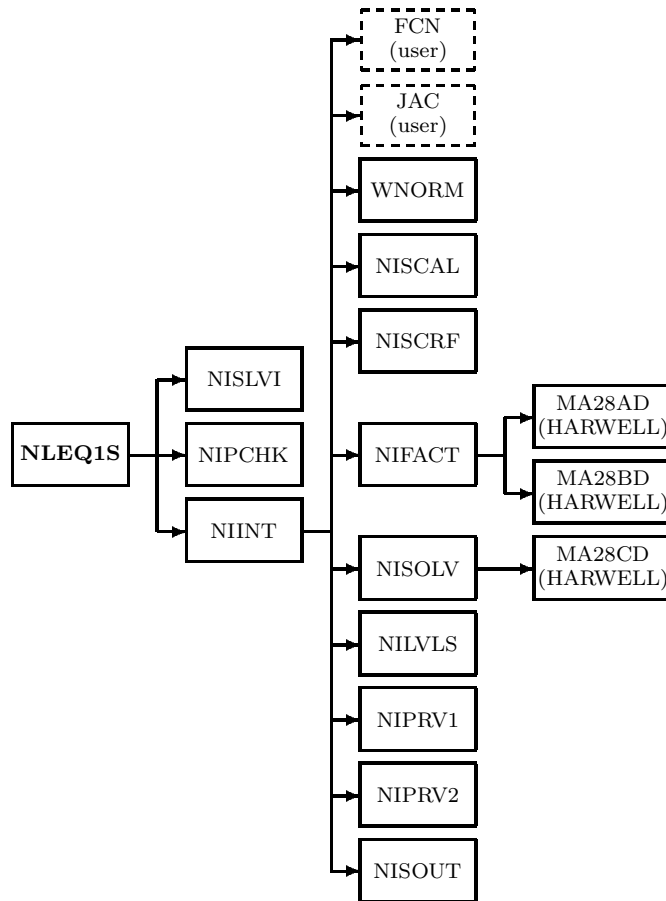 FCN
(user)
JAC
(user)
WNORM
NISCAL
NISCRF
NISLVI
NLEQ1S
NIPCHK
NIINT
NIFACT
MA28AD
(HARWELL)
MA28BD
(HARWELL)
NISOLV
MA28CD
(HARWELL)
NILVLS
NIPRV1
NIPRV2
NISOUT